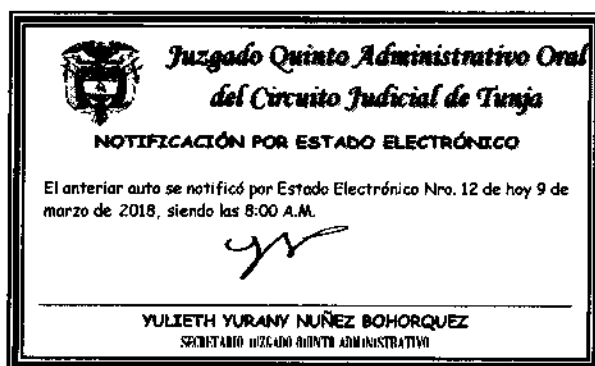 Juzgado Quinto Administrativo Oral
del Circuito Judicial de Tunja
NOTIFICACIÓN POR ESTADO ELECTRÓNICO
El anterior auto se notificó por Estado Electrónico Nro. 12 de hoy 9 de
marzo de 2018, siendo las 8:00 A.M.
YULIETH YURANY NUÑEZ BOHORQUEZ
SECRETARIO JUZGADO QUINTO ADMINISTRATIVO